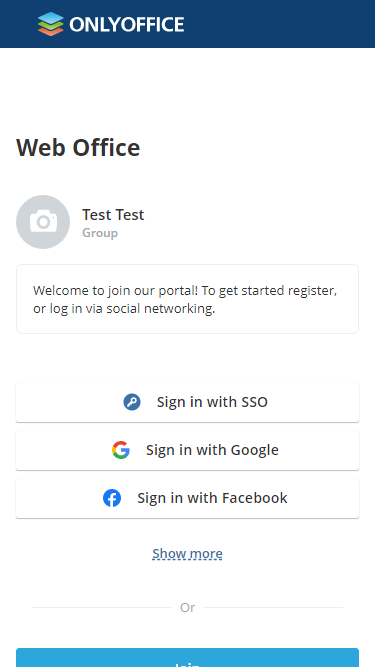 ONLYOFFICE
Web Office
Test Test
Group
Welcome to join our portal! To get started register,
or log in via social networking.
Sign in with SSO
Sign in with Google
Sign in with Facebook
Show more
Or
Join